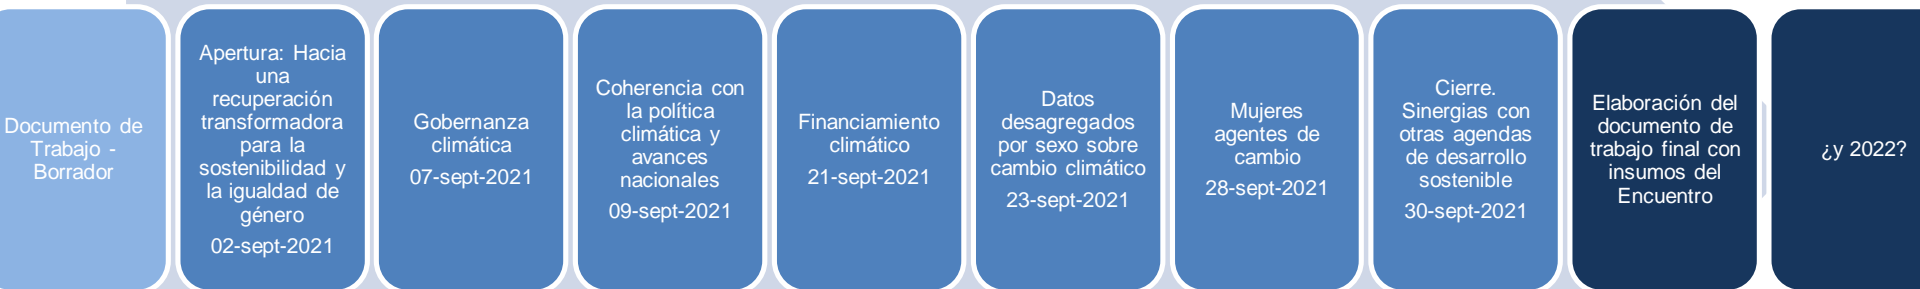 Documento de
Trabajo -
Borrador
Apertura: Hacia
una
recuperación
transformadora
para la
sostenibilidad y
la igualdad de
género
02-sept-2021
Gobernanza
climática
07-sept-2021
Coherencia con
la política
climática y
avances
nacionales
09-sept-2021
Financiamiento
climático
21-sept-2021
Datos
desagregados
por sexo sobre
cambio climático
23-sept-2021
Mujeres
agentes de
cambio
28-sept-2021
Cierre.
Sinergias con
otras agendas
de desarrollo
sostenible
30-sept-2021
Elaboración del
documento de
trabajo final con
insumos del
Encuentro
¿y 2022?